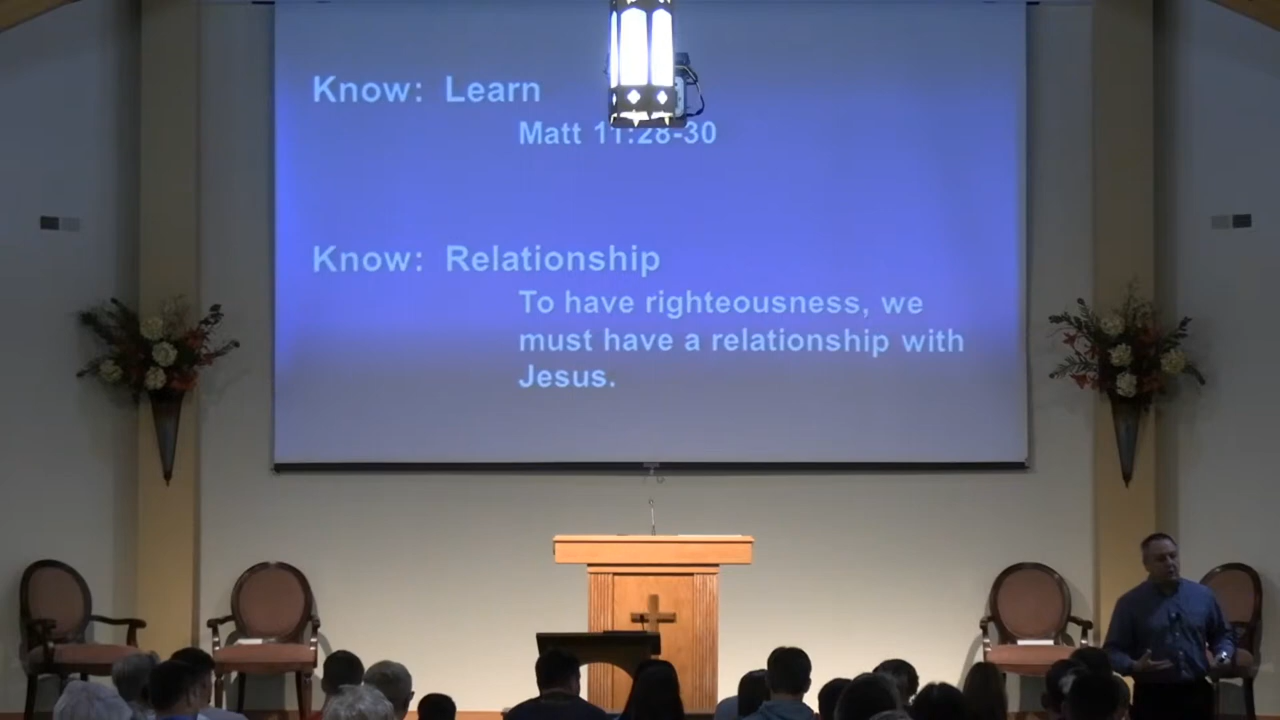 Know: Learn
Matt 11:28-30
Know: Relationship
To have righteousness, we
must have a relationship with
Jesus.